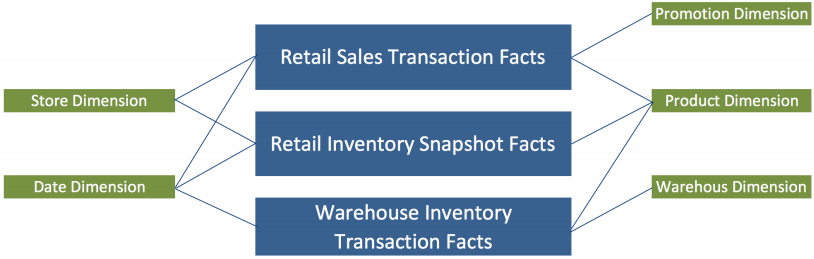 Promotion Dimension
Retail Sales Transaction Facts
Store Dimension
Product Dimension
Retail Inventory Snapshot Facts
Date Dimension
Warehous Dimension
Warehouse Inventory
Transaction Facts